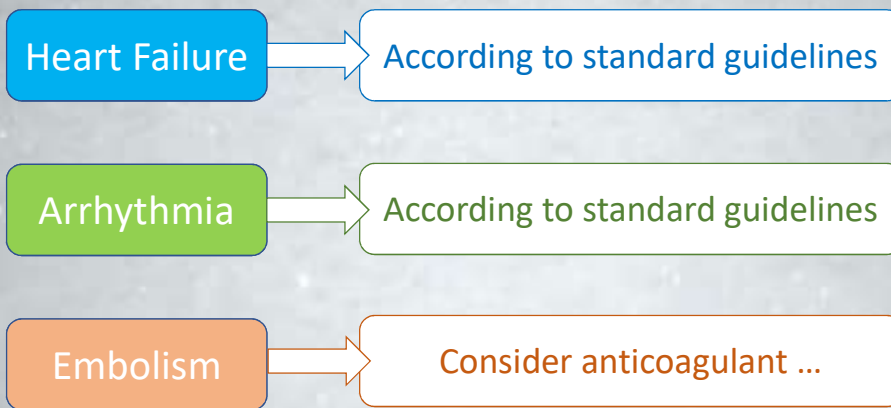 Heart Failure
According to standard guidelines
Arrhythmia
According to standard guidelines
Embolism
Consider anticoagulant ...